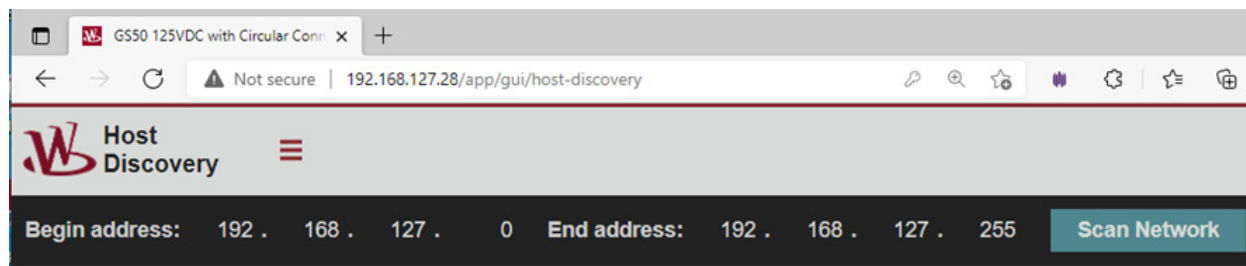 GS50 125VDC with Circular Conn
Not secure | 192.168.127.28/app/gui/host-discovery
Host
Discovery
Begin address: 192 . 168 . 127 . 0 End address: 192 . 168 . 127 . 255 Scan Network